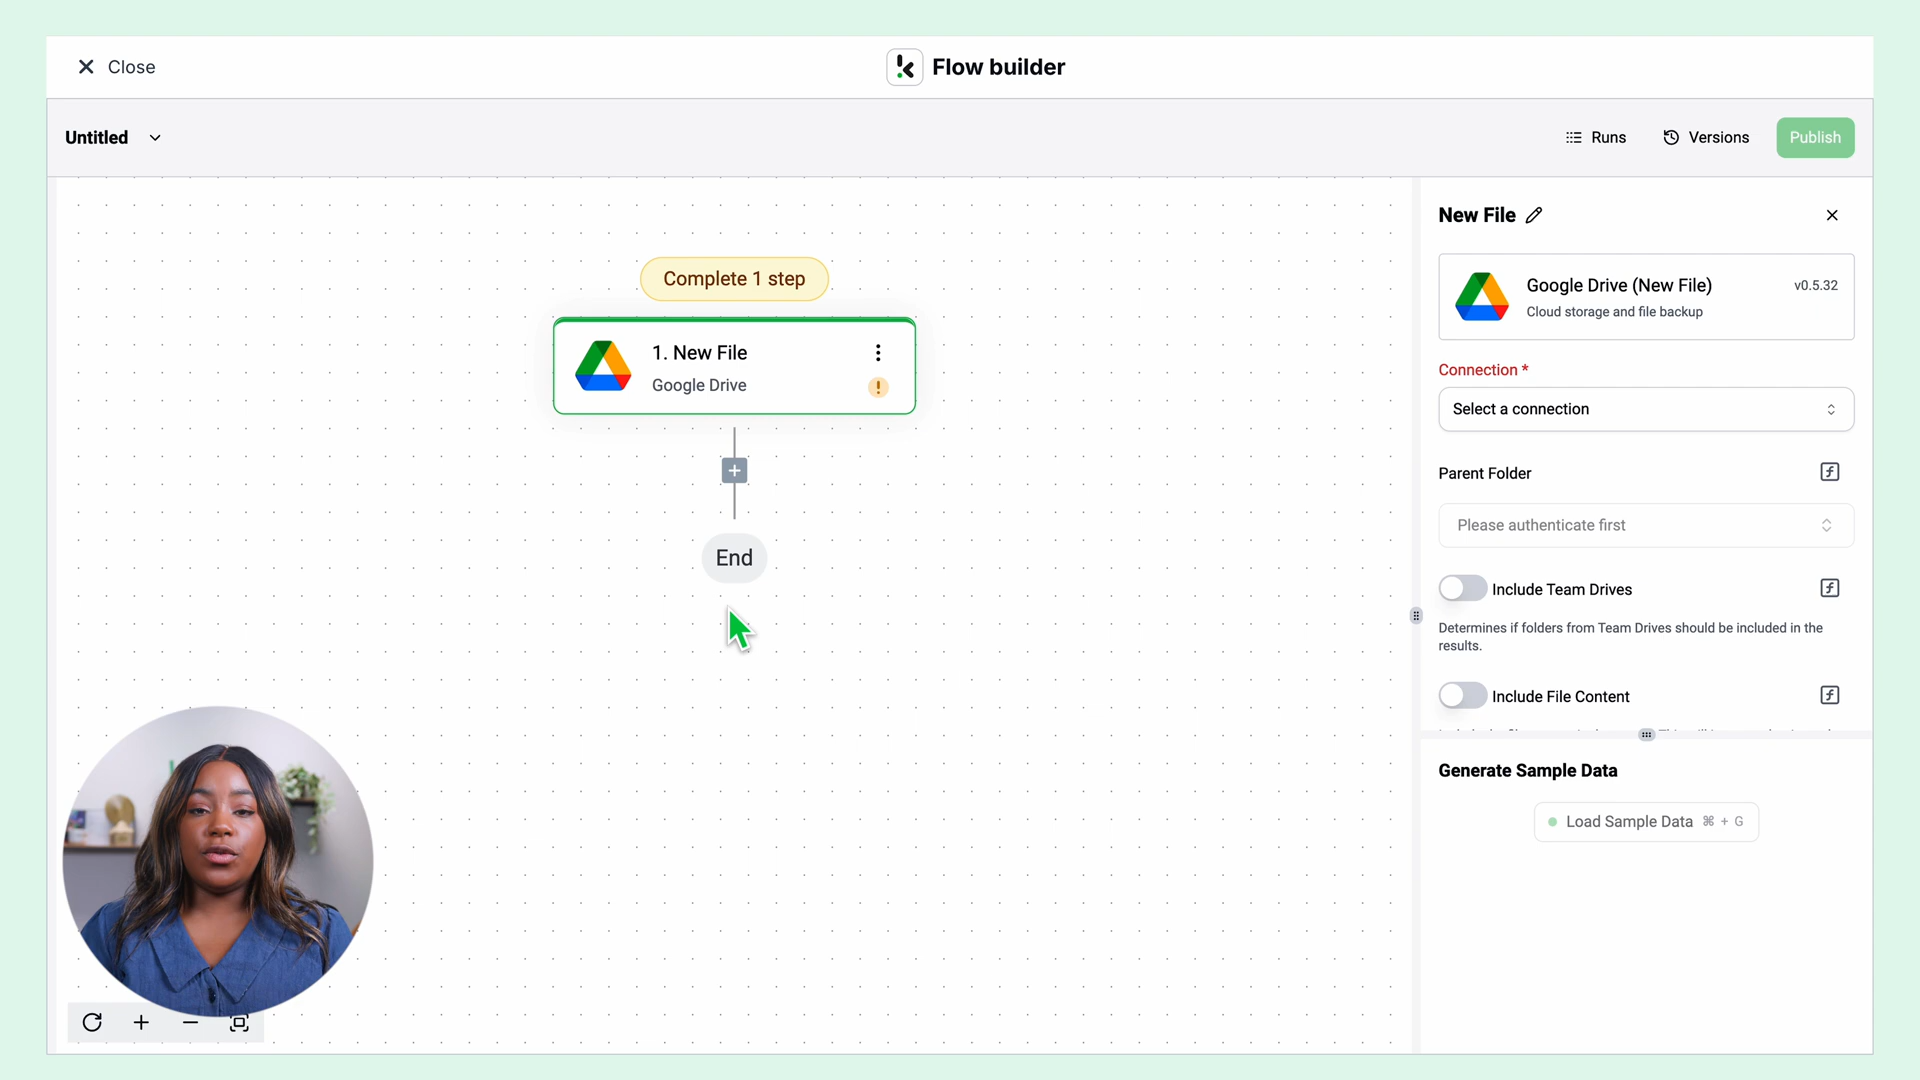 Close
Flow builder
Untitled
Runs
Versions
Publish
Complete 1 step
1. New File
Google Drive
End
New File
Google Drive (New File)
v0.5.32
Cloud storage and file backup
Connection *
Select a connection
Parent Folder
Please authenticate first
Include Team Drives
Determines if folders from Team Drives should be included in the
results.
Include File Content
Generate Sample Data
Load Sample Data ⌘ + G